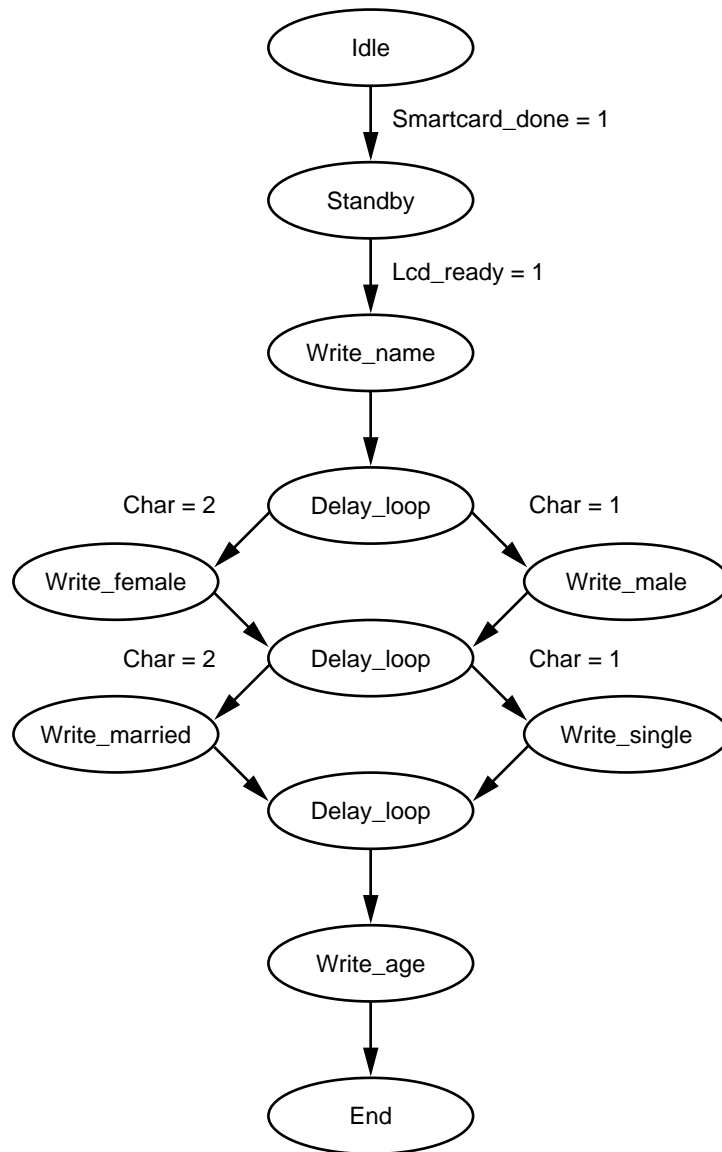 Idle
Smartcard_done = 1
Standby
Lcd_ready = 1
Write_name
Char = 2
Delay_loop
Char = 1
Write_female
Write_male
Char = 2
Delay_loop
Char = 1
Write_married
Write_single
Delay_loop
Write_age
End